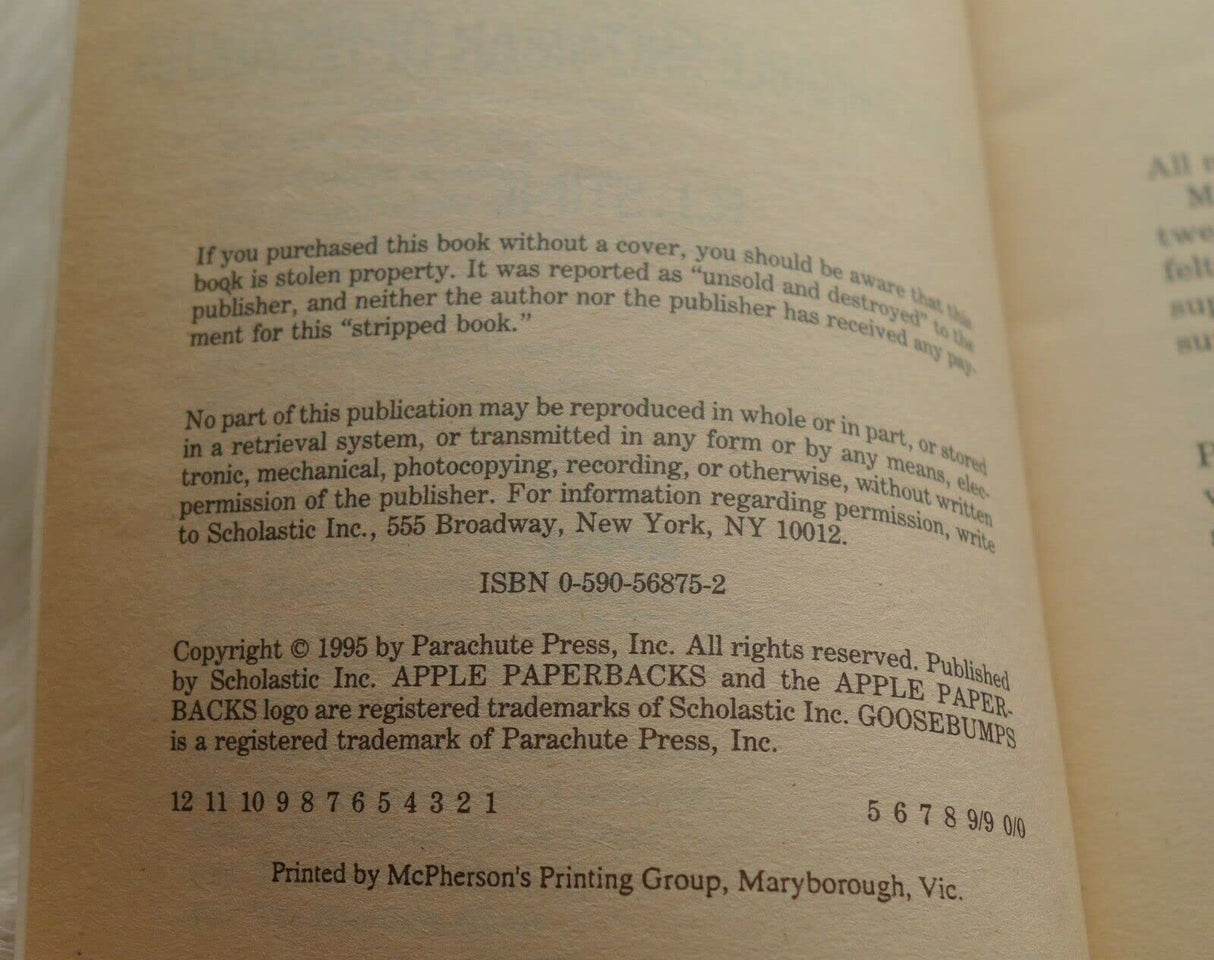 If you purchased this book without a cover, you should be aware that this
book is stolen property. It was reported as "unsold and destroyed" to the
publisher, and neither the author nor the publisher has received any pay-
ment for this "stripped book."
No part of this publication may be reproduced in whole or in part, or stored
in a retrieval system, or transmitted in any form or by any means, elec-
tronic, mechanical, photocopying, recording, or otherwise, without written
permission of the publisher. For information regarding permission, write
to Scholastic Inc., 555 Broadway, New York, NY 10012.
ISBN 0-590-56875-2
Copyright © 1995 by Parachute Press, Inc. All rights reserved. Published
by Scholastic Inc. APPLE PAPERBACKS and the APPLE PAPER-
BACKS logo are registered trademarks of Scholastic Inc. GOOSEBUMPS
is a registered trademark of Parachute Press, Inc.
12 11 10 9 8 7 6 5 4 3 2 1 5 6 7 8 9/9 0/0
Printed by McPherson's Printing Group, Maryborough, Vic.
All